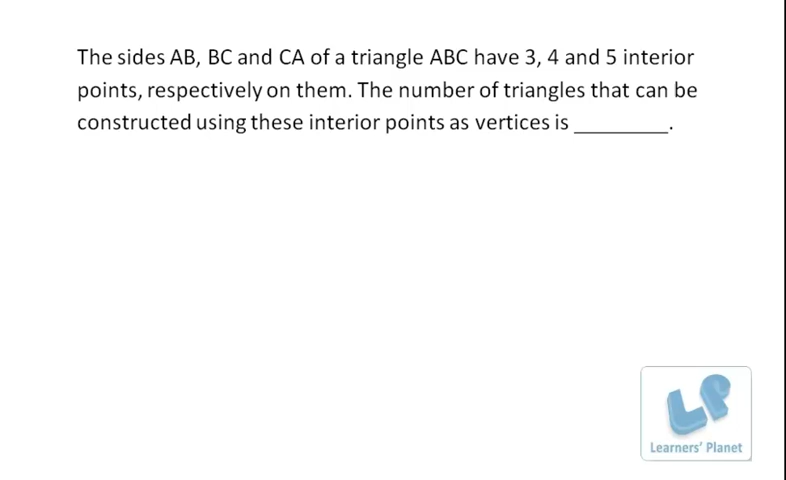 The sides AB, BC and CA of a triangle ABC have 3, 4 and 5 interior
points, respectively on them. The number of triangles that can be
constructed using these interior points as vertices is ________.
LP
Learners' Planet